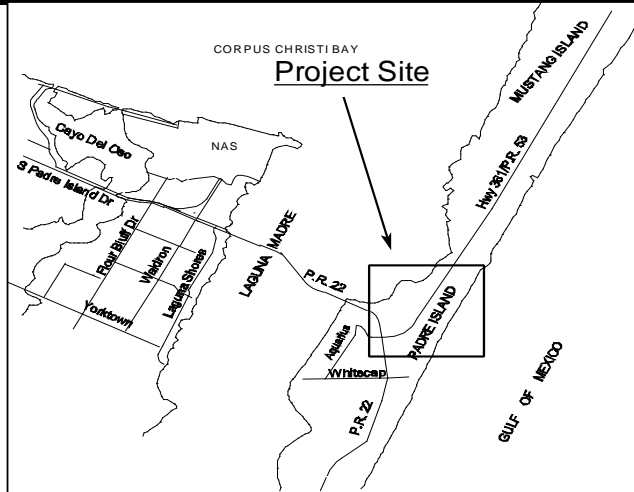 CORPUS CHRISTI BAY
Project Site
MUSTANG ISLAND
Cayo Del Oso
NAS
Hwy 361/P.R. 53
S Padre Island Dr
Flour Bluff Dr
Waldron
Laguna Shores
LAGUNA MADRE
P.R. 22
Yorktown
Aquarius
PADRE ISLAND
Whitecap
P.R. 22
GULF OF MEXICO